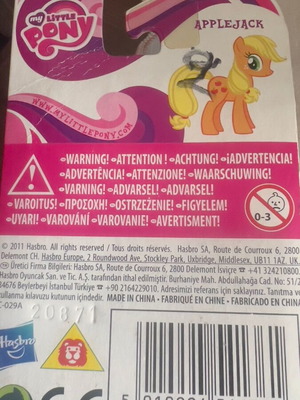 my LITTLE
PONY
APPLEJACK
WWW.MYLITTLEPONY.COM
•WARNING! •ATTENTION ! •ACHTUNG! •¡ADVERTENCIA!
•ADVERTÊNCIA! •ATTENZIONE! •WAARSCHUWING!
•VARNING! •ADVARSEL! •ADVARSEL!
•VAROITUS! •ΠΡΟΣΟΧΗ! •OSTRZEŻENIE! •FIGYELEM!
•UYARI! •VAROVÁNÍ •VAROVANIE! •AVERTISMENT!
0-3
© 2011 Hasbro. All rights reserved / Tous droits réservés. Hasbro SA, Route de Courroux 6, 2800
Delemont CH. Hasbro Europe, 2 Roundwood Ave, Stockley Park, Uxbridge, Middlesex, UB11 1AZ, UK.
Üretici Firma Bilgileri: Hasbro SA, Route de Courroux 6, 2800 Delemont İsviçre ☎ +41 324210800
Hasbro Oyuncak San. ve Tic. A.Ş. tarafından ithal edilmiştir. Burhaniye Mah. Abdullahağa Cad. No: 51/2
34676 Beylerbeyi İstanbul Türkiye ☎ +90 2164229010. Adresimizi referans için saklayınız. Tanıtma ve
kullanma kılavuzu kutunun içindedir. MADE IN CHINA • FABRIQUÉ EN CHINE • FABRICADO EN CHINA
C-029A
20871
Hasbro